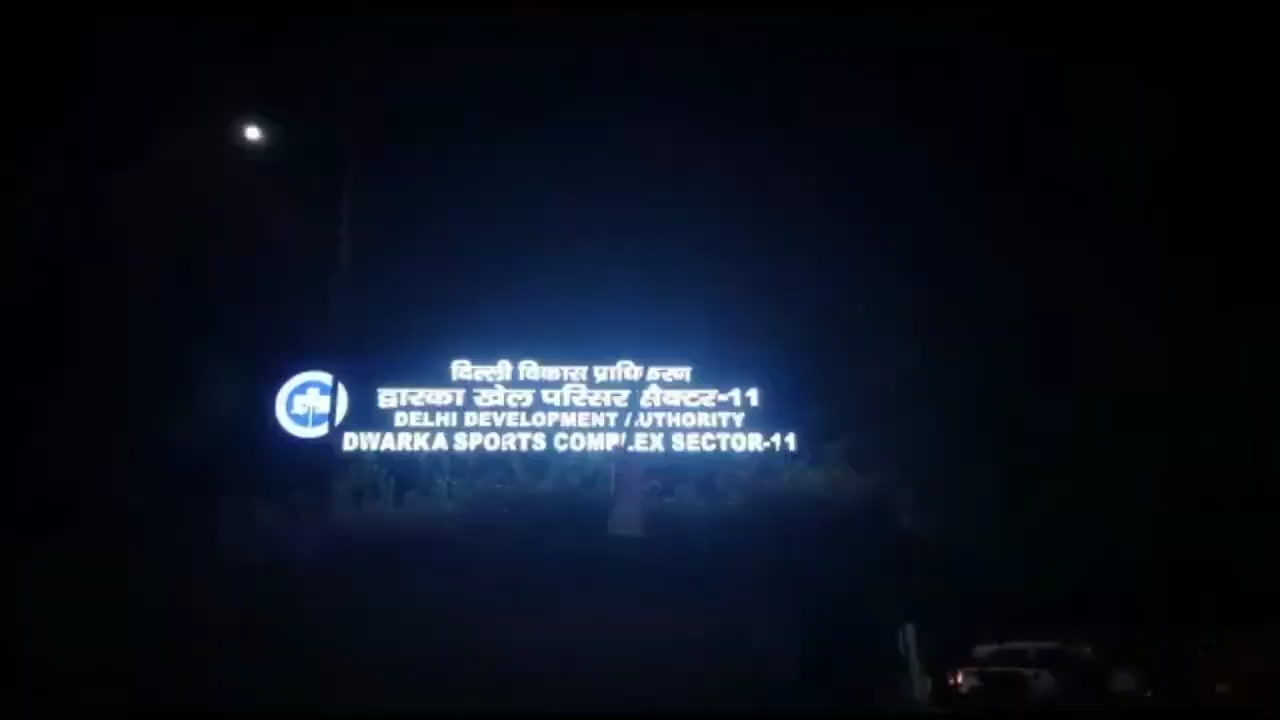 दिल्ली विकास प्राधिकरण
द्वारका खेल परिसर सैक्टर-11
DELHI DEVELOPMENT AUTHORITY
DWARKA SPORTS COMPLEX SECTOR-11